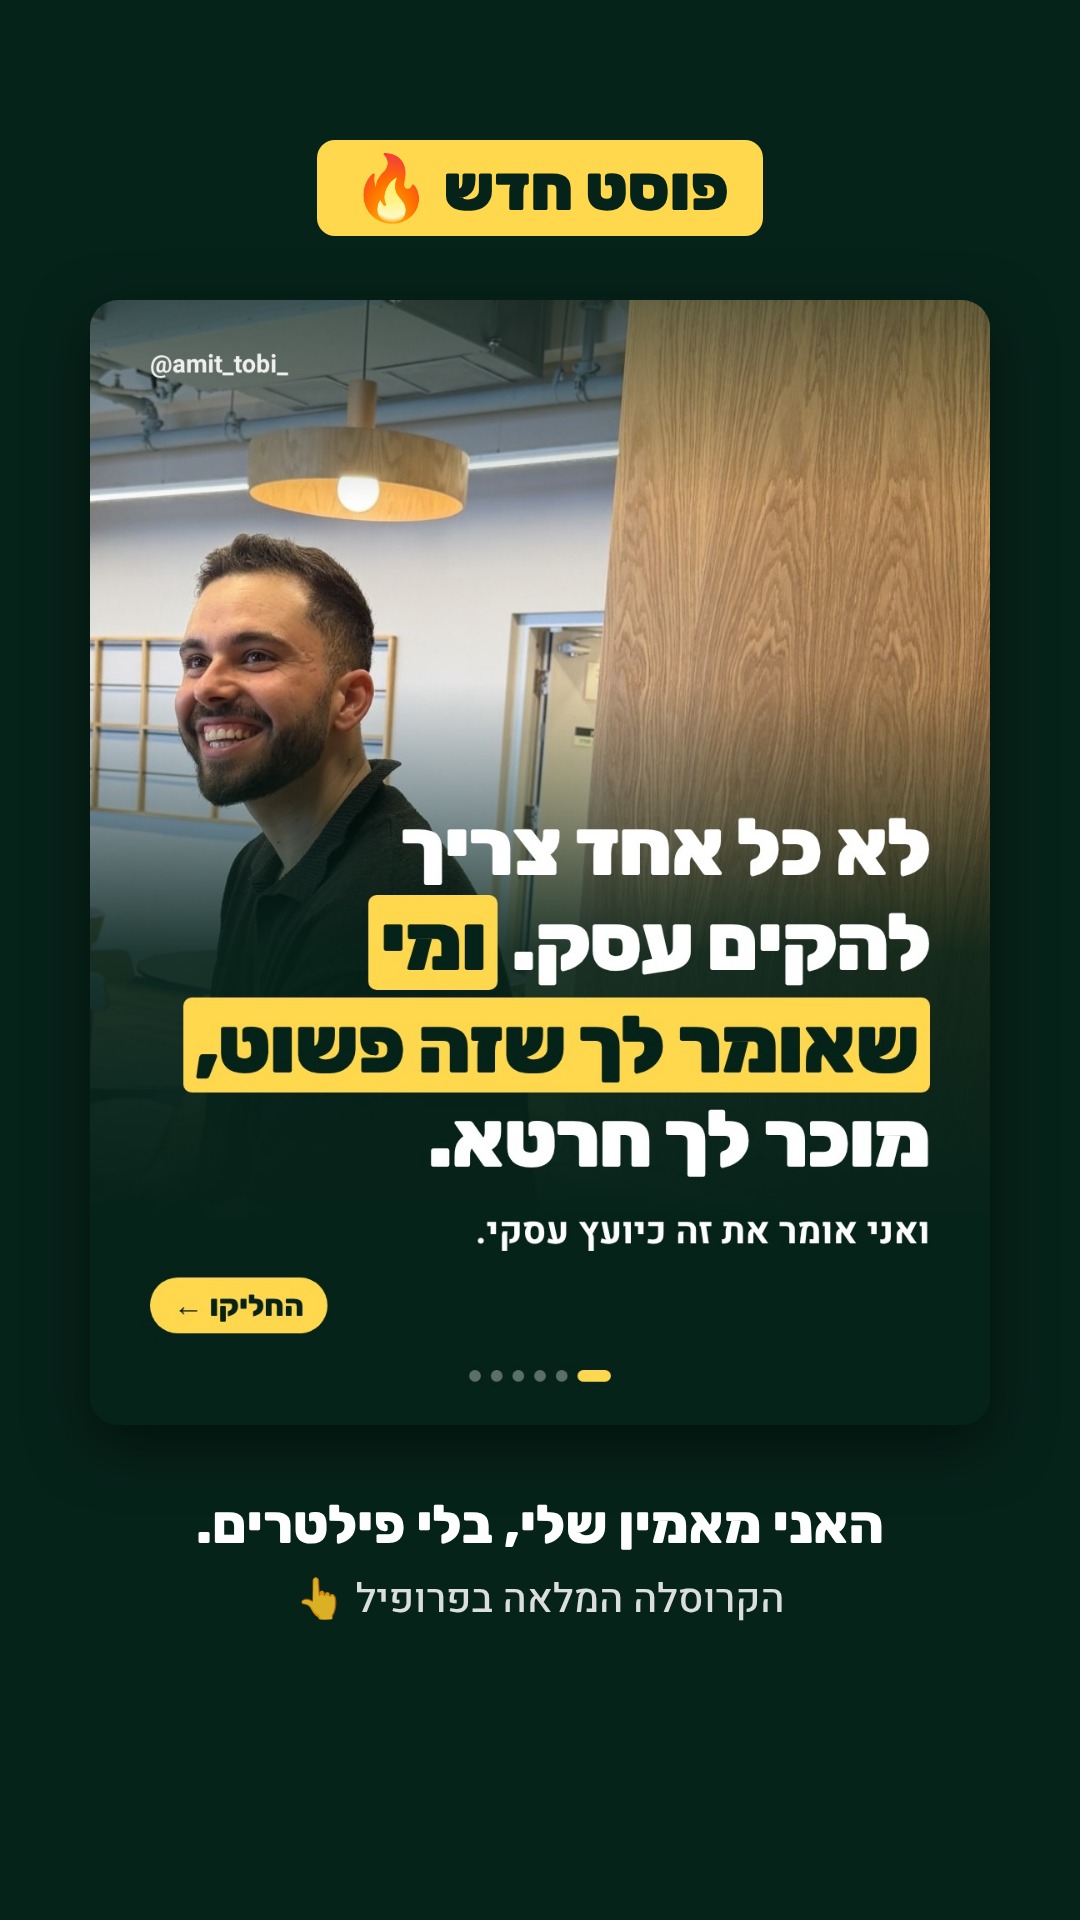 פוסט חדש 🔥
@amit_tobi_
לא כל אחד צריך
להקים עסק. ומי
שאומר לך שזה פשוט,
מוכר לך חרטא.
ואני אומר את זה כיועץ עסקי.
החליקו ←
האני מאמין שלי, בלי פילטרים.
הקרוסלה המלאה בפרופיל 👆